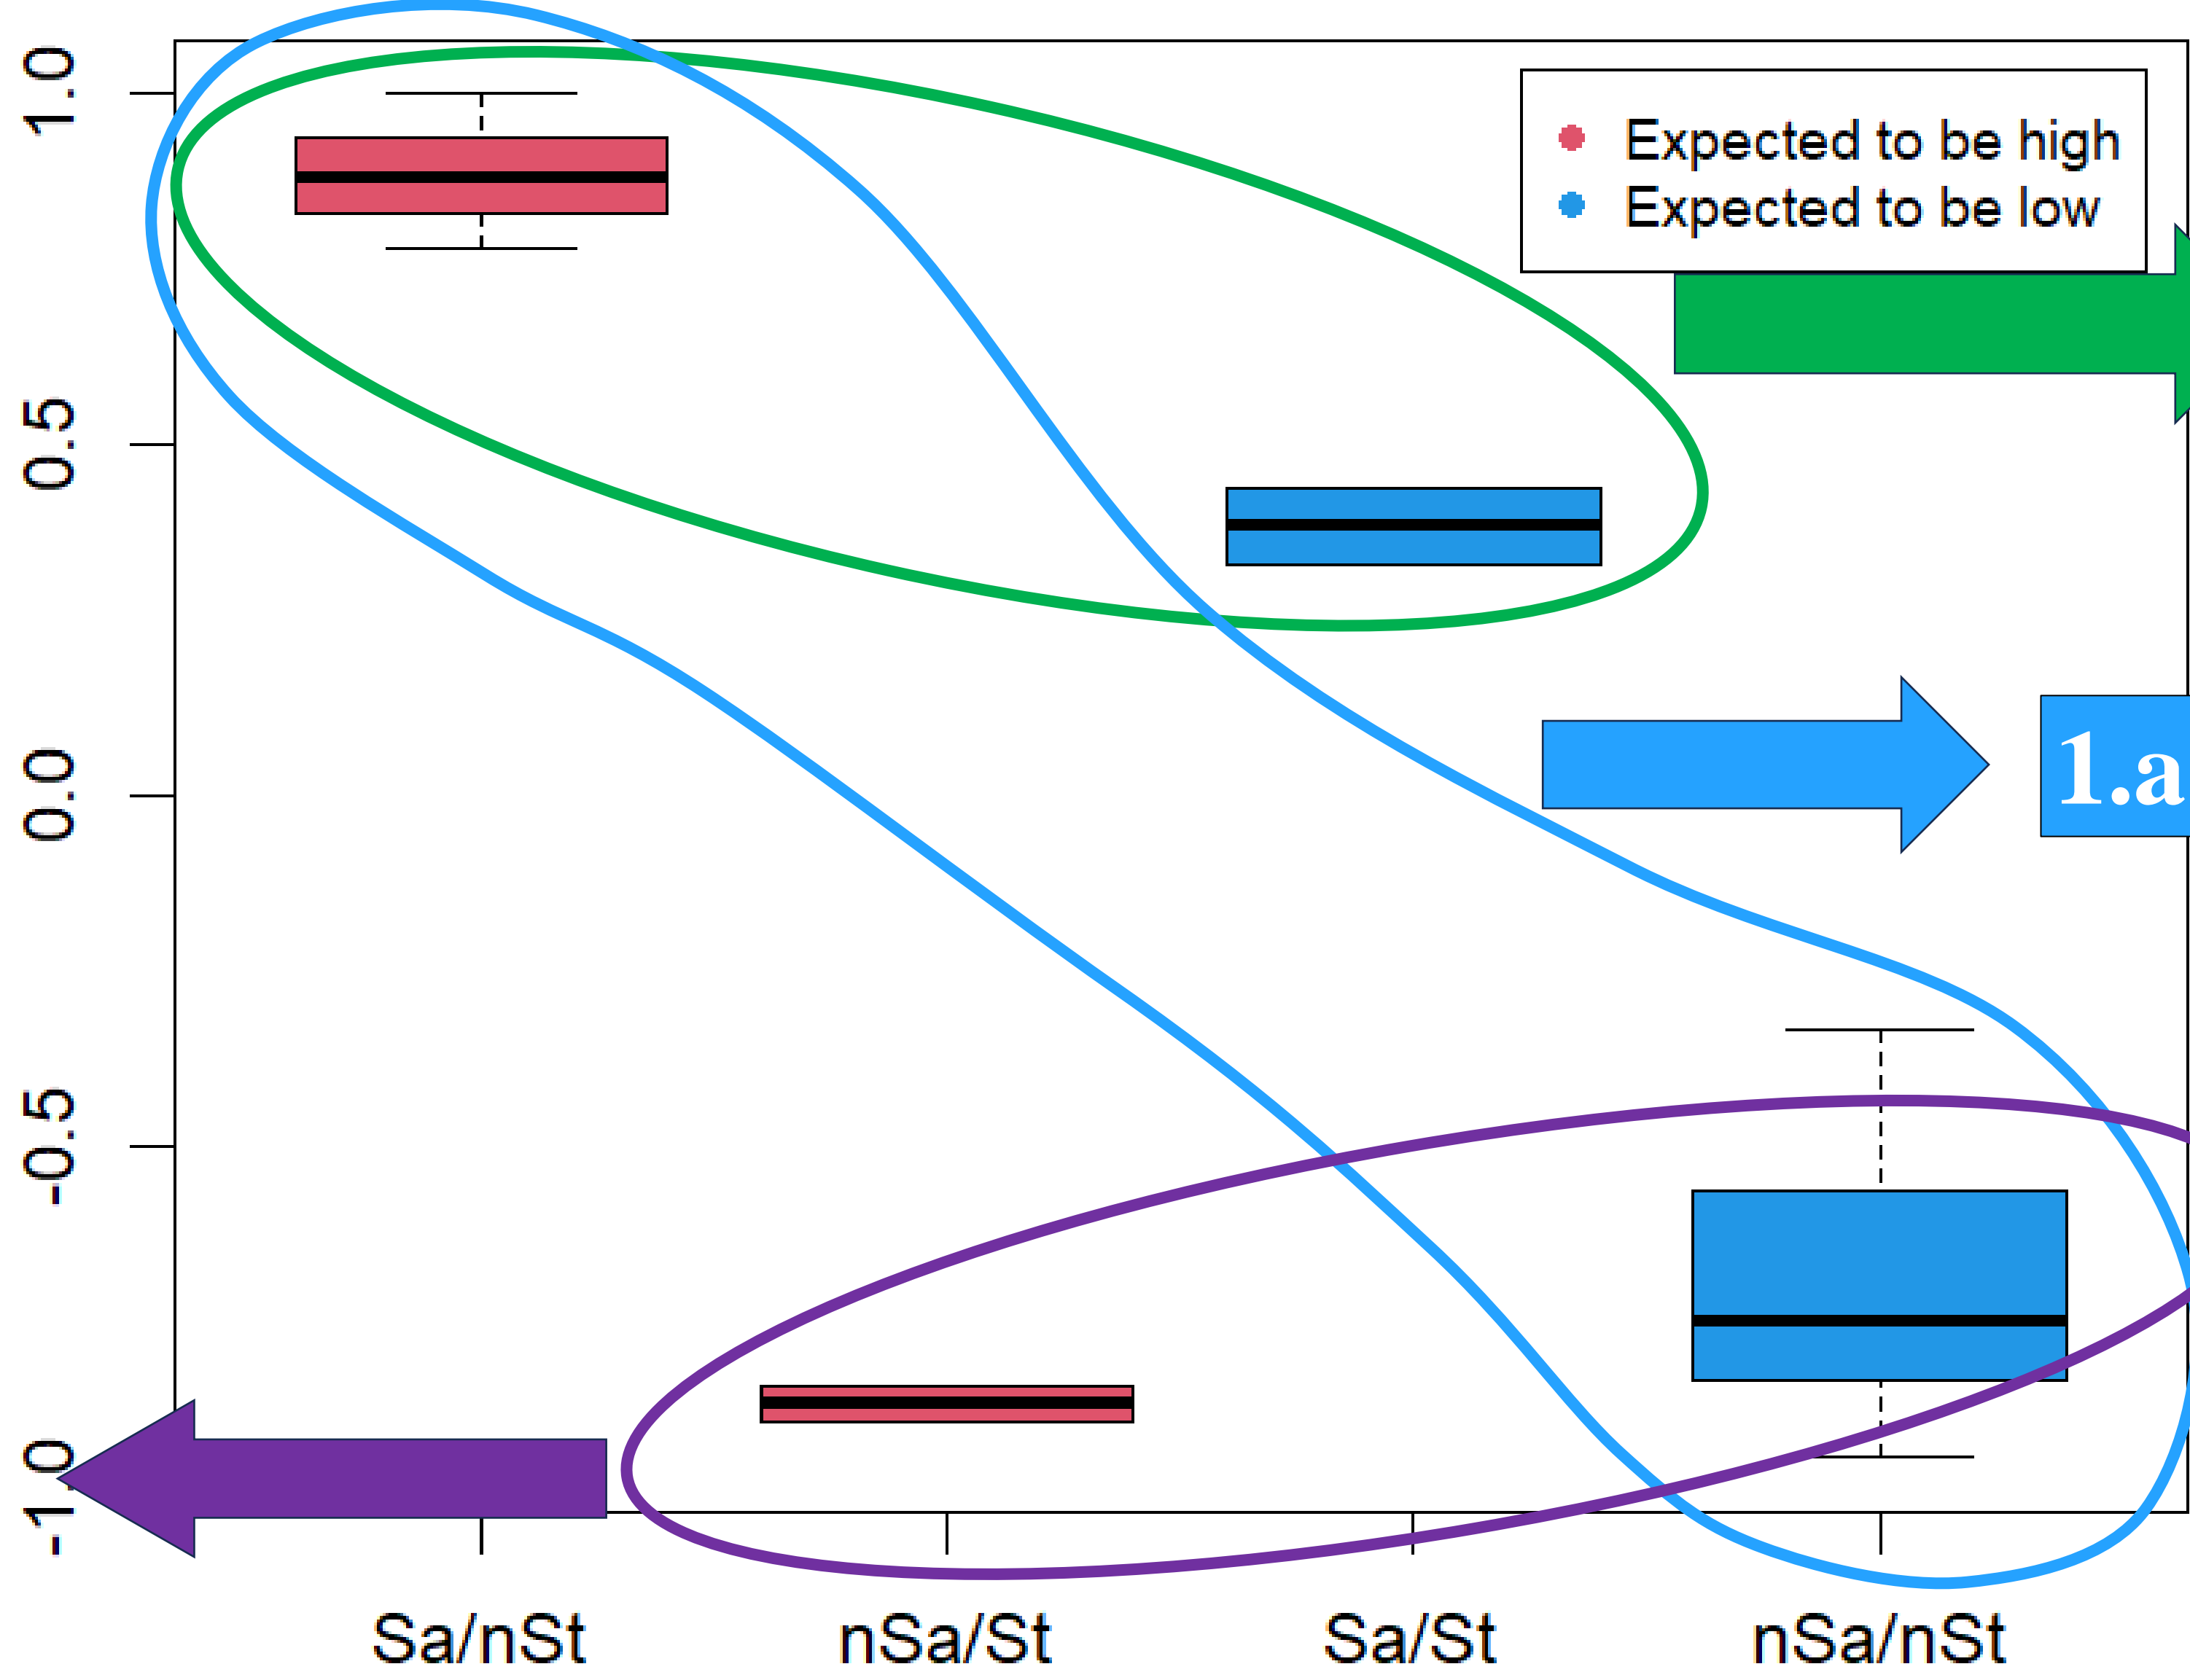 1.0
0.5
0.0
-0.5
-1.0
Expected to be high
Expected to be low
1.a
Sa/nSt
nSa/St
Sa/St
nSa/nSt